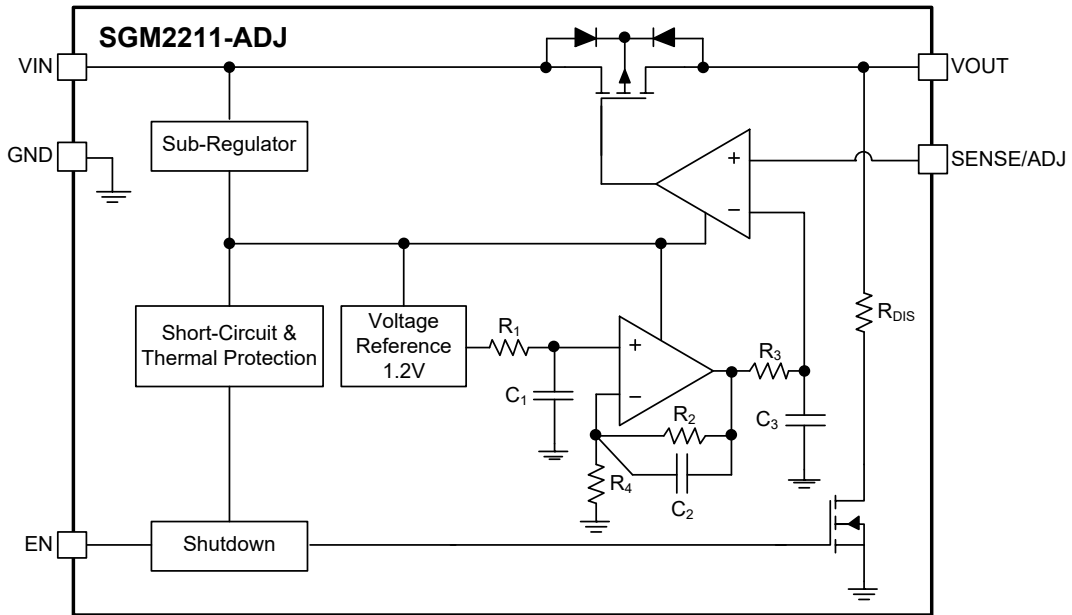 SGM2211-ADJ
VIN
VOUT
GND
SENSE/ADJ
Sub-Regulator
Short-Circuit &
Thermal Protection
Voltage
Reference
1.2V
R1
C1
+
−
+
−
R2
C2
R4
R3
C3
RDIS
EN
Shutdown